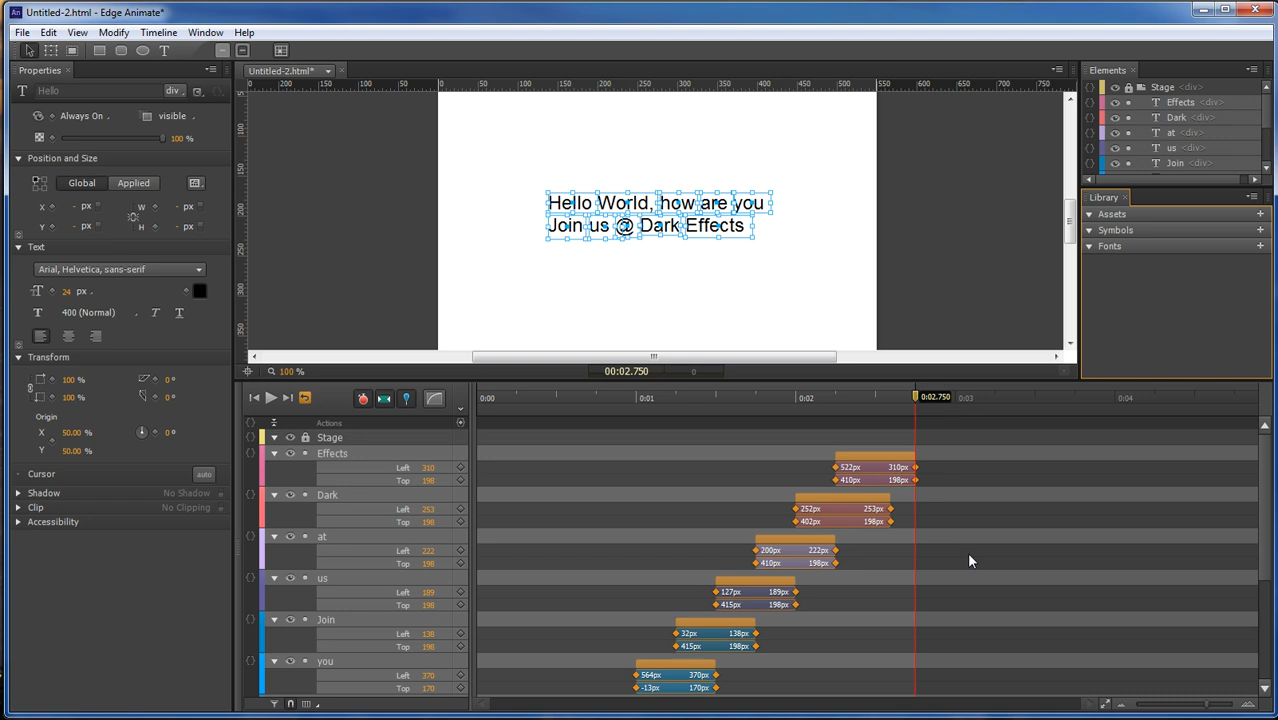 Untitled-2.html - Edge Animate*
File Edit View Modify Timeline Window Help
Properties
Untitled-2.html*
Elements
Hello div
Always On visible
100 %
Position and Size
Global Applied
X - px W - px
Y - px H - px
Text
Arial, Helvetica, sans-serif
24 px
400 (Normal)
Transform
100 % 0°
100 % 0°
Origin
X 50.00 % 0°
Y 50.00 %
Cursor auto
Shadow No Shadow
Clip No Clipping
Accessibility
200 100 0 50 100 150 200 250 300 350 400 450 500 550 600 650 700 750
100
150
200
250
300
350
Hello World, how are you
Join us @ Dark Effects
100 % 00:02.750 0
Stage <div>
Effects <div>
Dark <div>
at <div>
us <div>
Join <div>
Library
Assets
Symbols
Fonts
0:00 0:01 0:02 0:02.750 0:03 0:04
Actions
Stage
Effects
Left 310 522px 310px
Top 198 410px 198px
Dark
Left 253 252px 253px
Top 198 402px 198px
at
Left 222 200px 222px
Top 198 410px 198px
us
Left 189 127px 189px
Top 198 415px 198px
Join
Left 138 32px 138px
Top 198 415px 198px
you
Left 370 564px 370px
Top 170 -13px 170px